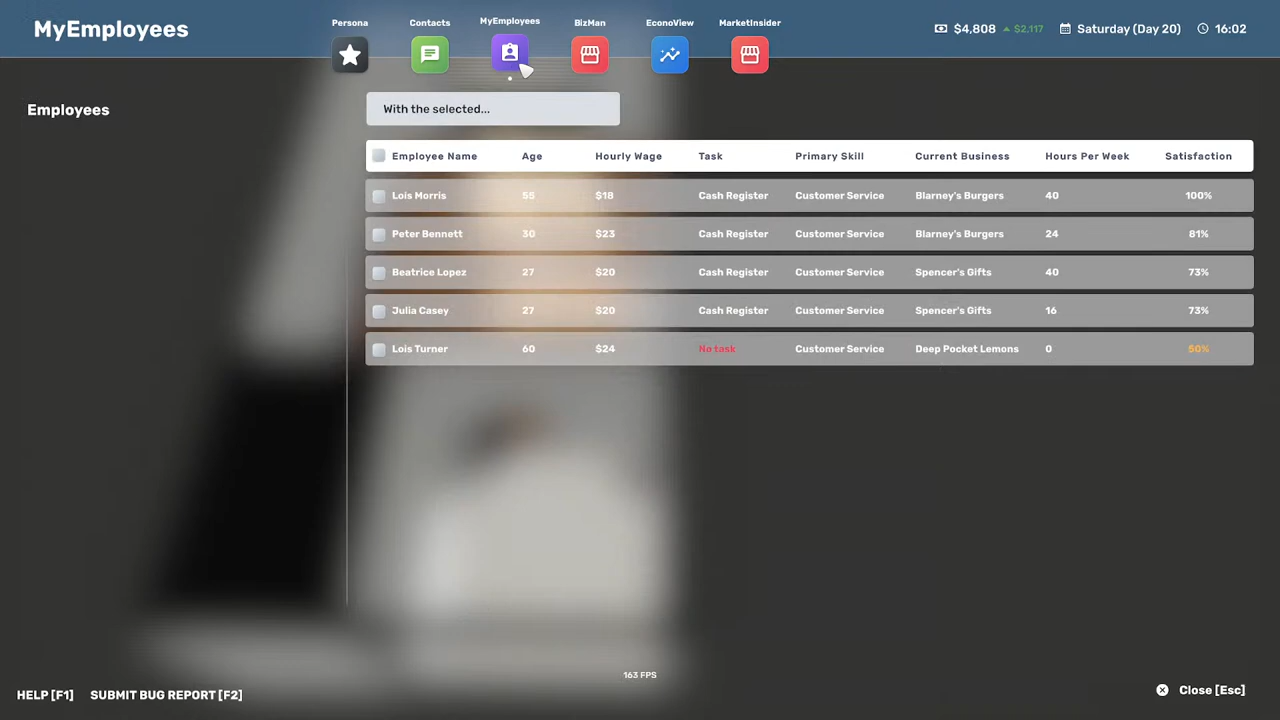 MyEmployees
Persona
Contacts
MyEmployees
BizMan
EconoView
MarketInsider
$4,808 $2,117 Saturday (Day 20) 16:02
Employees
With the selected...
Employee Name Age Hourly Wage Task Primary Skill Current Business Hours Per Week Satisfaction
Lois Morris 55 $18 Cash Register Customer Service Blarney's Burgers 40 100%
Peter Bennett 30 $23 Cash Register Customer Service Blarney's Burgers 24 81%
Beatrice Lopez 27 $20 Cash Register Customer Service Spencer's Gifts 40 73%
Julia Casey 27 $20 Cash Register Customer Service Spencer's Gifts 16 73%
Lois Turner 60 $24 No task Customer Service Deep Pocket Lemons 0 50%
163 FPS
HELP [F1] SUBMIT BUG REPORT [F2]
Close [Esc]